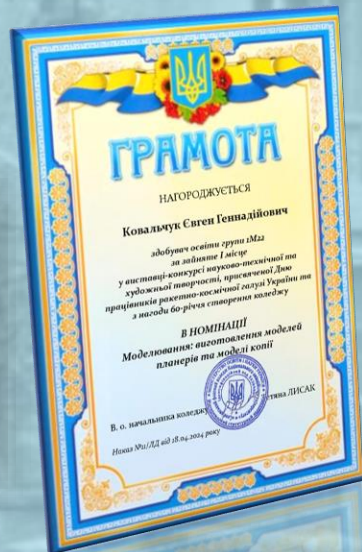 ГРАМОТА
НАГОРОДЖУЄТЬСЯ
Ковальчук Євген Геннадійович
здобувач освіти групи 1М22
за зайняте І місце
у виставці-конкурсі науково-технічної та
художньої творчості, присвяченої Дню
працівників ракетно-космічної галузі України та
з нагоди 60-річчя створення коледжу
В НОМІНАЦІЇ
Моделювання: виготовлення моделей
планерів та моделі копії
В. о. начальника коледжу ЛИСАК
Наказ №11/ЛД від 18.04.2024 року